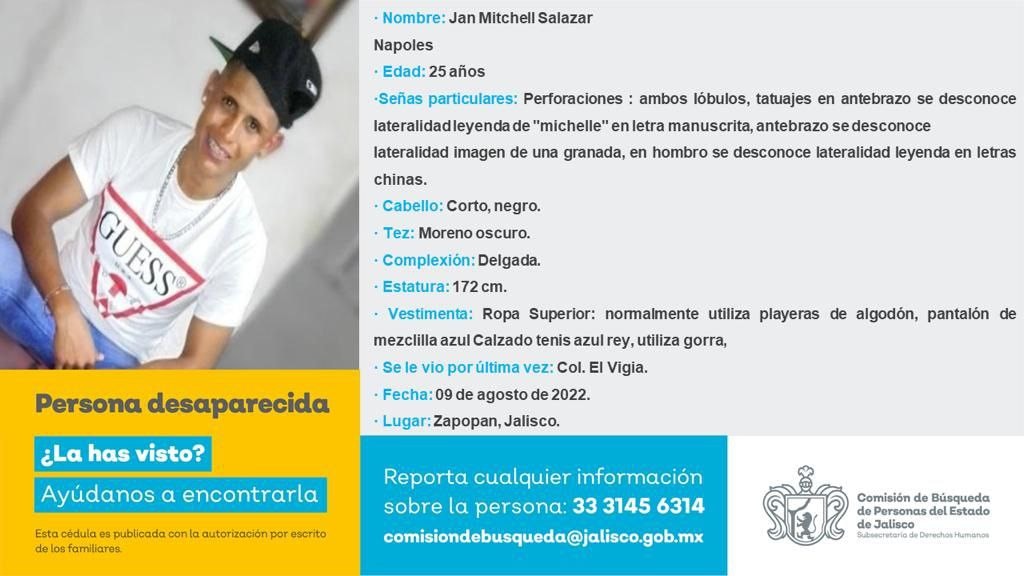 GUESS®
Persona desaparecida
¿La has visto?
Ayúdanos a encontrarla
Esta cédula es publicada con la autorización por escrito
de los familiares.
· Nombre: Jan Mitchell Salazar
Napoles
· Edad: 25 años
·Señas particulares: Perforaciones : ambos lóbulos, tatuajes en antebrazo se desconoce
lateralidad leyenda de "michelle" en letra manuscrita, antebrazo se desconoce
lateralidad imagen de una granada, en hombro se desconoce lateralidad leyenda en letras
chinas.
· Cabello: Corto, negro.
· Tez: Moreno oscuro.
· Complexión: Delgada.
· Estatura: 172 cm.
· Vestimenta: Ropa Superior: normalmente utiliza playeras de algodón, pantalón de
mezclilla azul Calzado tenis azul rey, utiliza gorra,
· Se le vio por última vez: Col. El Vigia.
· Fecha: 09 de agosto de 2022.
· Lugar: Zapopan, Jalisco.
Reporta cualquier información
sobre la persona: 33 3145 6314
comisiondebusqueda@jalisco.gob.mx
Comisión de Búsqueda
de Personas del Estado
de Jalisco
Subsecretaría de Derechos Humanos